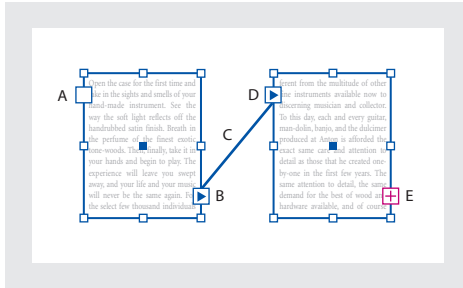 A
Open the case for the first time and
take in the sights and smells of your
hand-made instrument. See the
way the soft light reflects off the
handrubbed satin finish. Breath in
the perfume of the finest exotic
tone-woods. Then, finally, take it in
your hands and begin to play. The
experience will leave you swept
away, and your life and your music
will never be the same again. For
the select few thousand individuals
B
C
D
ferent from the multitude of other
instruments available now to
discerning musician and collector.
To this day, each and every guitar,
man-dolin, banjo, and the dulcimer
produced at is afforded the
exact same care and attention to
detail as those that he created one-
by-one in the first few years. The
same attention to detail, the same
demand for the best of wood and
hardware available, and of course
E